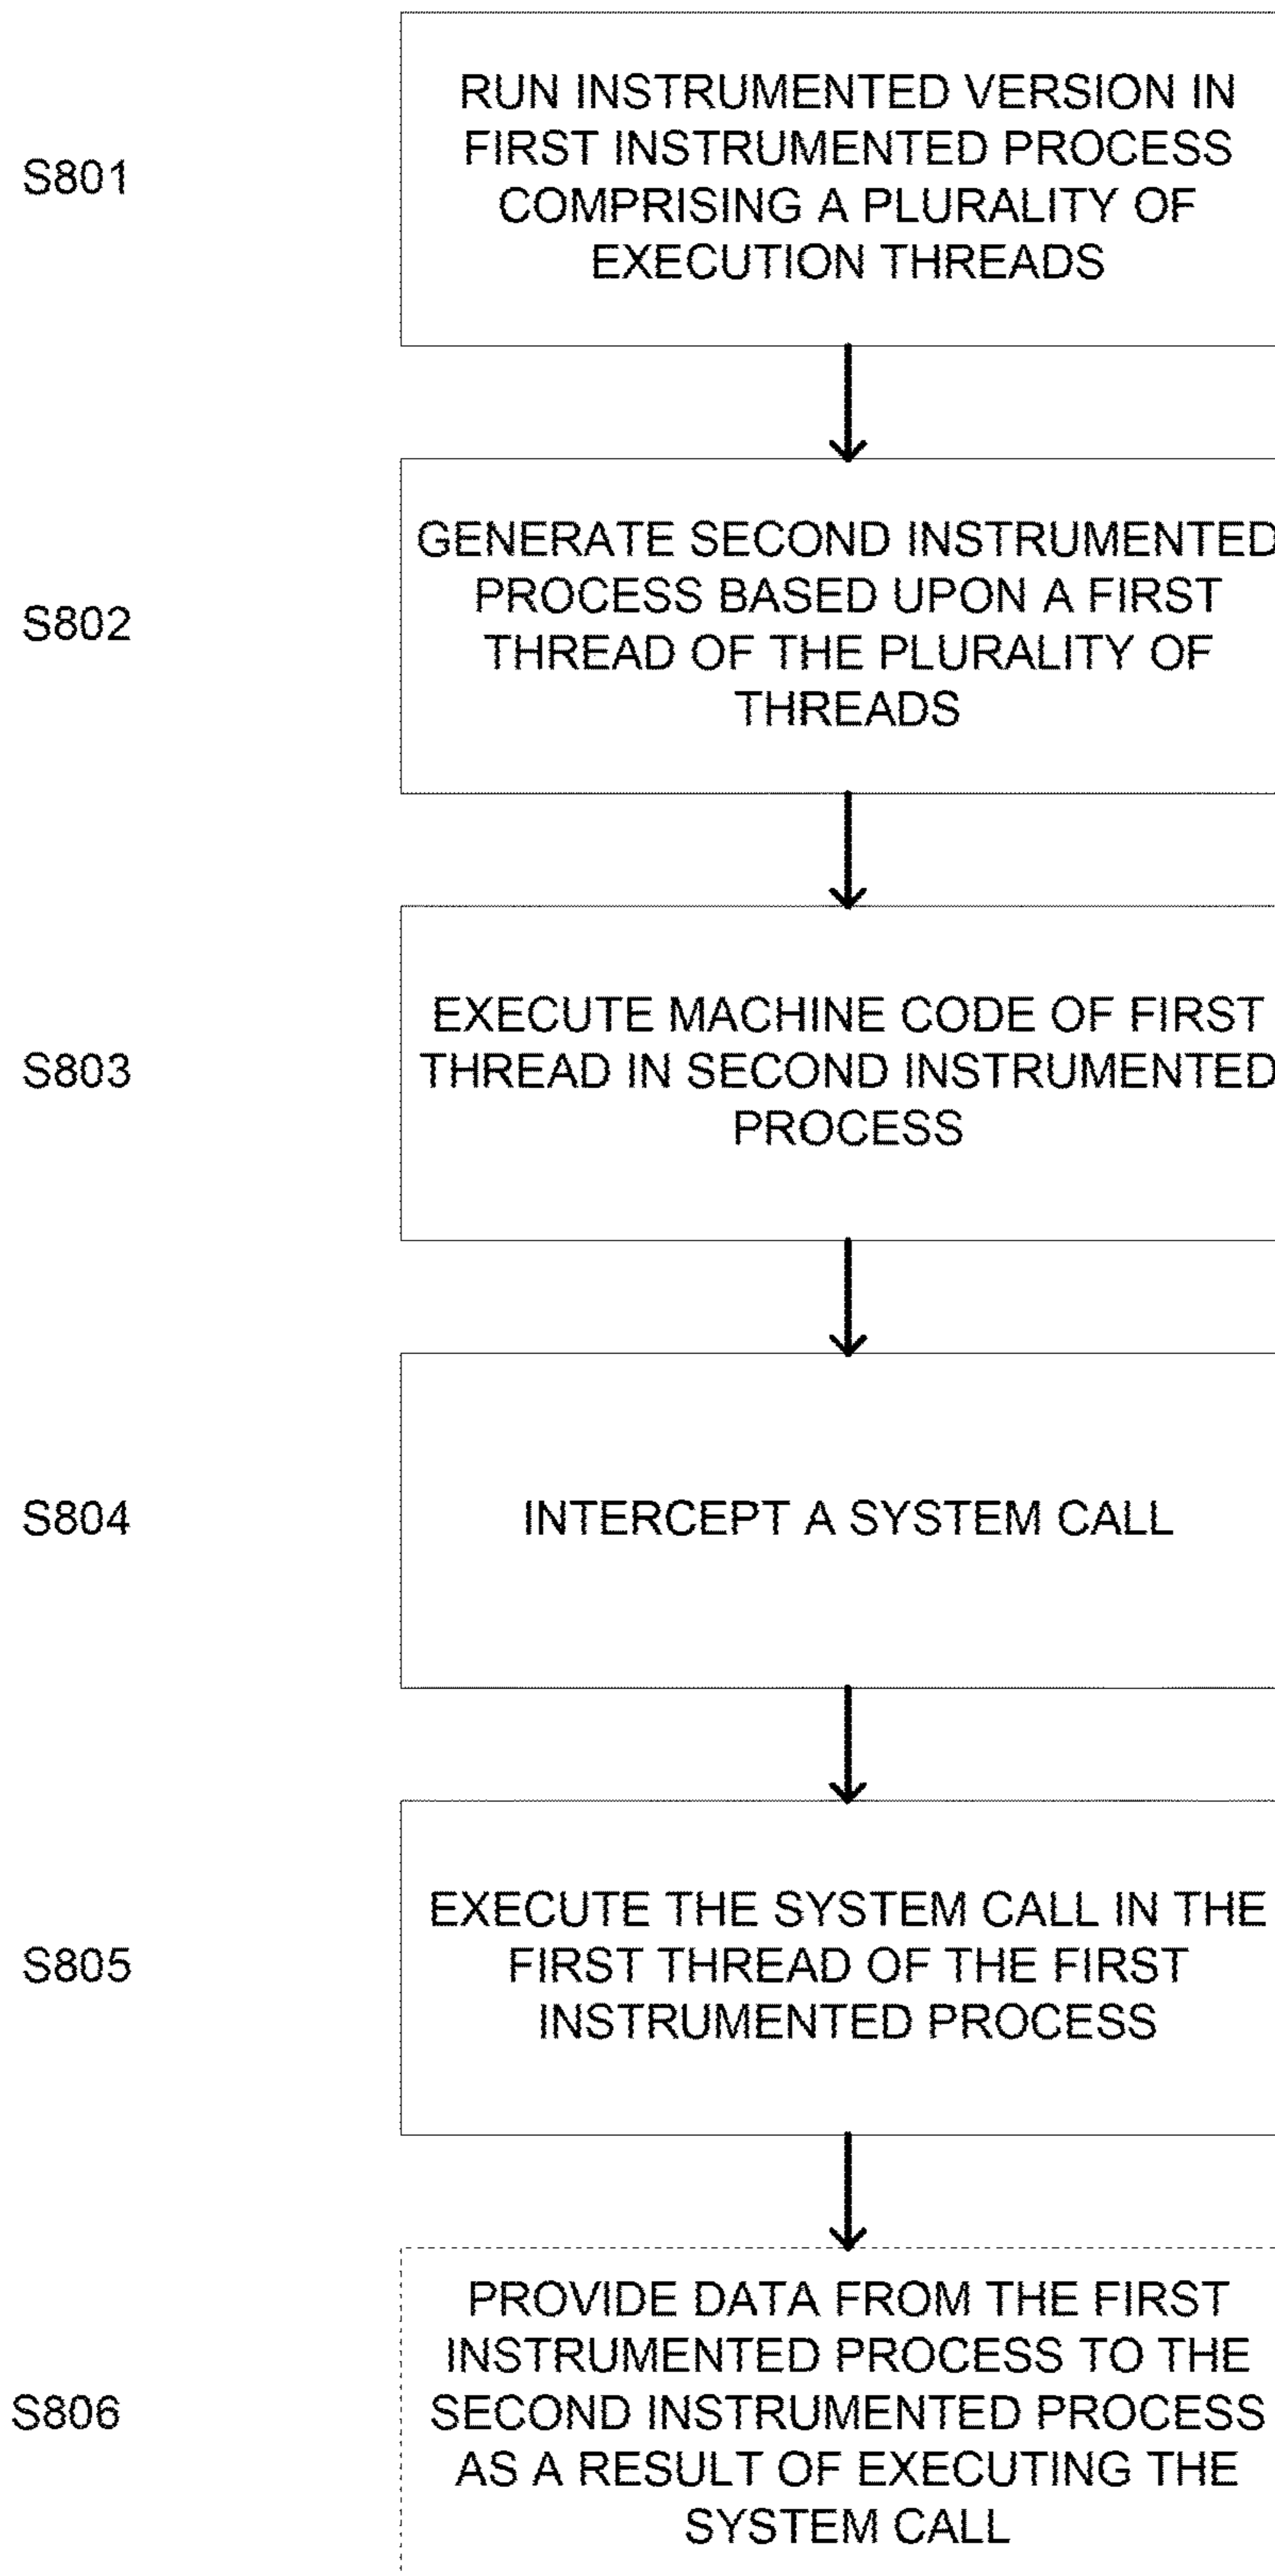 S801
RUN INSTRUMENTED VERSION IN
FIRST INSTRUMENTED PROCESS
COMPRISING A PLURALITY OF
EXECUTION THREADS
S802
GENERATE SECOND INSTRUMENTED
PROCESS BASED UPON A FIRST
THREAD OF THE PLURALITY OF
THREADS
S803
EXECUTE MACHINE CODE OF FIRST
THREAD IN SECOND INSTRUMENTED
PROCESS
S804
INTERCEPT A SYSTEM CALL
S805
EXECUTE THE SYSTEM CALL IN THE
FIRST THREAD OF THE FIRST
INSTRUMENTED PROCESS
S806
PROVIDE DATA FROM THE FIRST
INSTRUMENTED PROCESS TO THE
SECOND INSTRUMENTED PROCESS
AS A RESULT OF EXECUTING THE
SYSTEM CALL